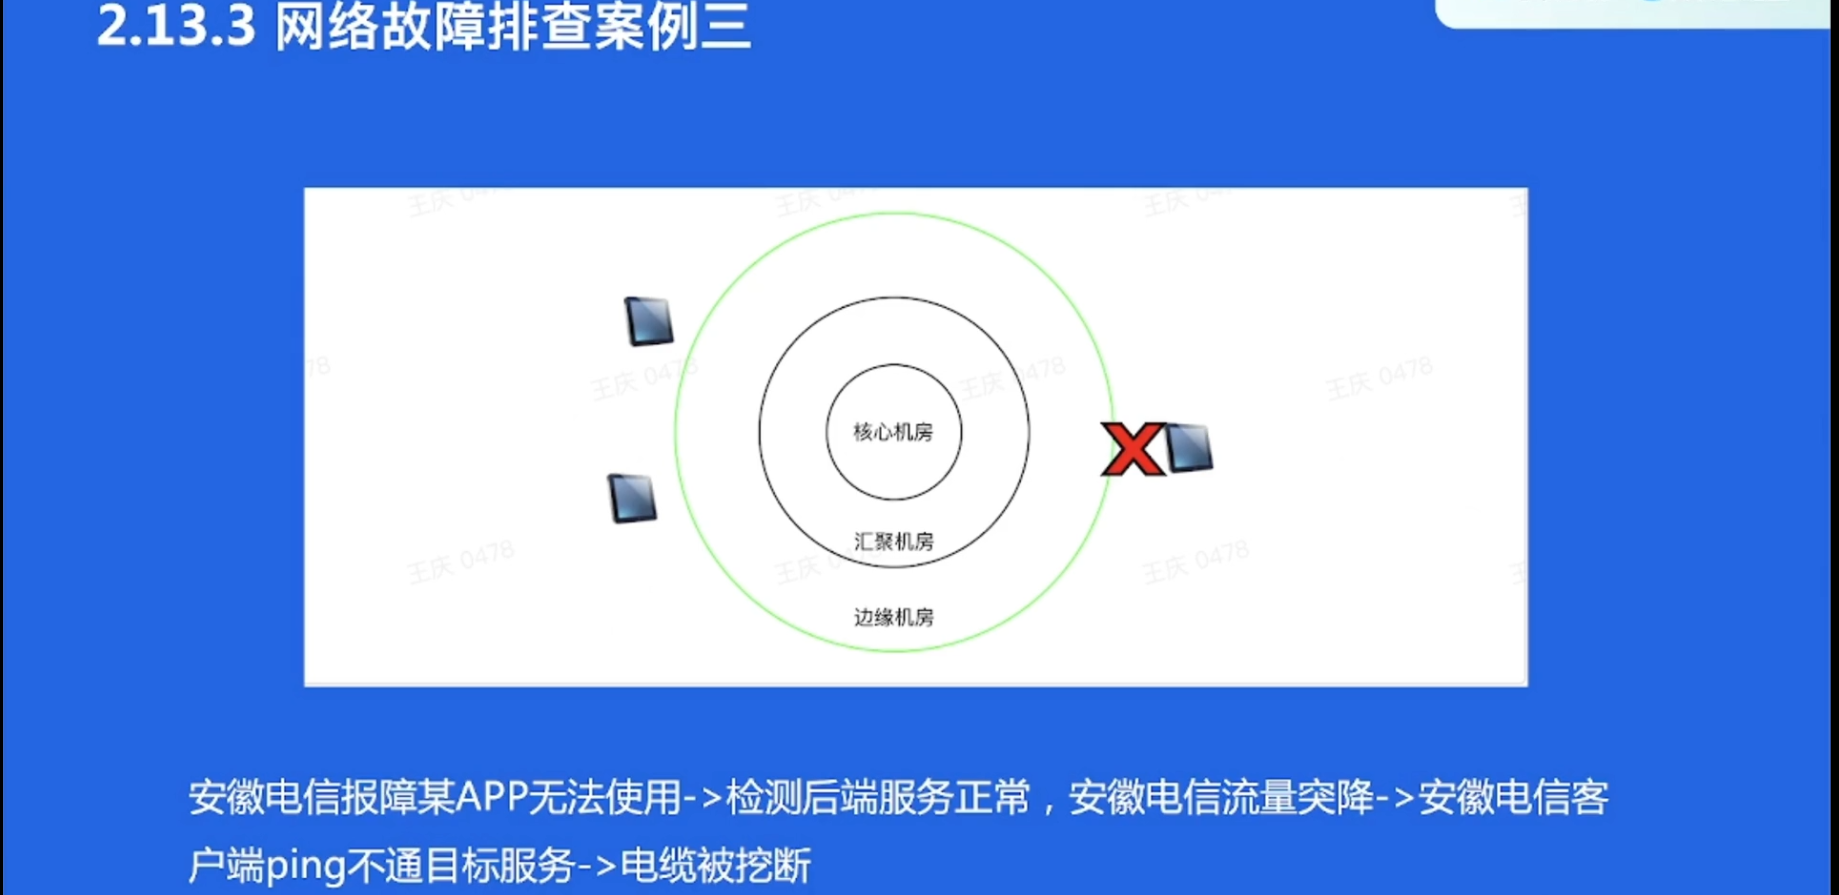 2.13.3 网络故障排查案例三
王庆 0478
核心机房
汇聚机房
边缘机房
安徽电信报障某APP无法使用->检测后端服务正常，安徽电信流量突降->安徽电信客
户端ping不通目标服务->电缆被挖断